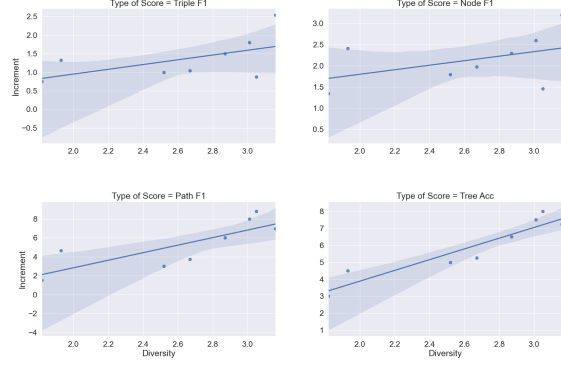 Type of Score = Triple F1
Type of Score = Node F1
2.5
2.0
1.5
1.0
0.5
0.0
−0.5
Increment
2.0 2.2 2.4 2.6 2.8 3.0
3.0
2.5
2.0
1.5
1.0
0.5
2.0 2.2 2.4 2.6 2.8 3.0
Type of Score = Path F1
Type of Score = Tree Acc
8
6
4
2
0
−2
−4
Increment
2.0 2.2 2.4 2.6 2.8 3.0
Diversity
8
7
6
5
4
3
2
1
2.0 2.2 2.4 2.6 2.8 3.0
Diversity